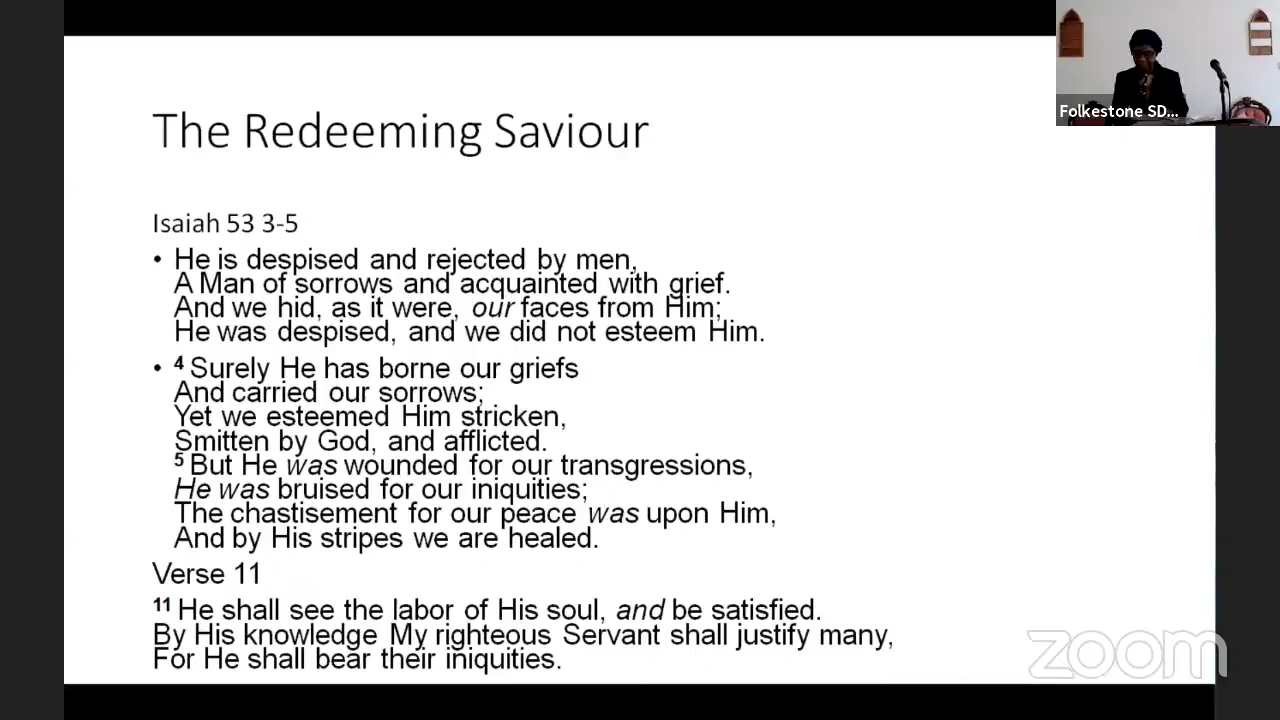 The Redeeming Saviour
Folkestone SD...
Isaiah 53 3-5
• He is despised and rejected by men,
A Man of sorrows and acquainted with grief.
And we hid, as it were, our faces from Him;
He was despised, and we did not esteem Him.
• 4 Surely He has borne our griefs
And carried our sorrows;
Yet we esteemed Him stricken,
Smitten by God, and afflicted.
5 But He was wounded for our transgressions,
He was bruised for our iniquities;
The chastisement for our peace was upon Him,
And by His stripes we are healed.
Verse 11
11 He shall see the labor of His soul, and be satisfied.
By His knowledge My righteous Servant shall justify many,
For He shall bear their iniquities.
zoom